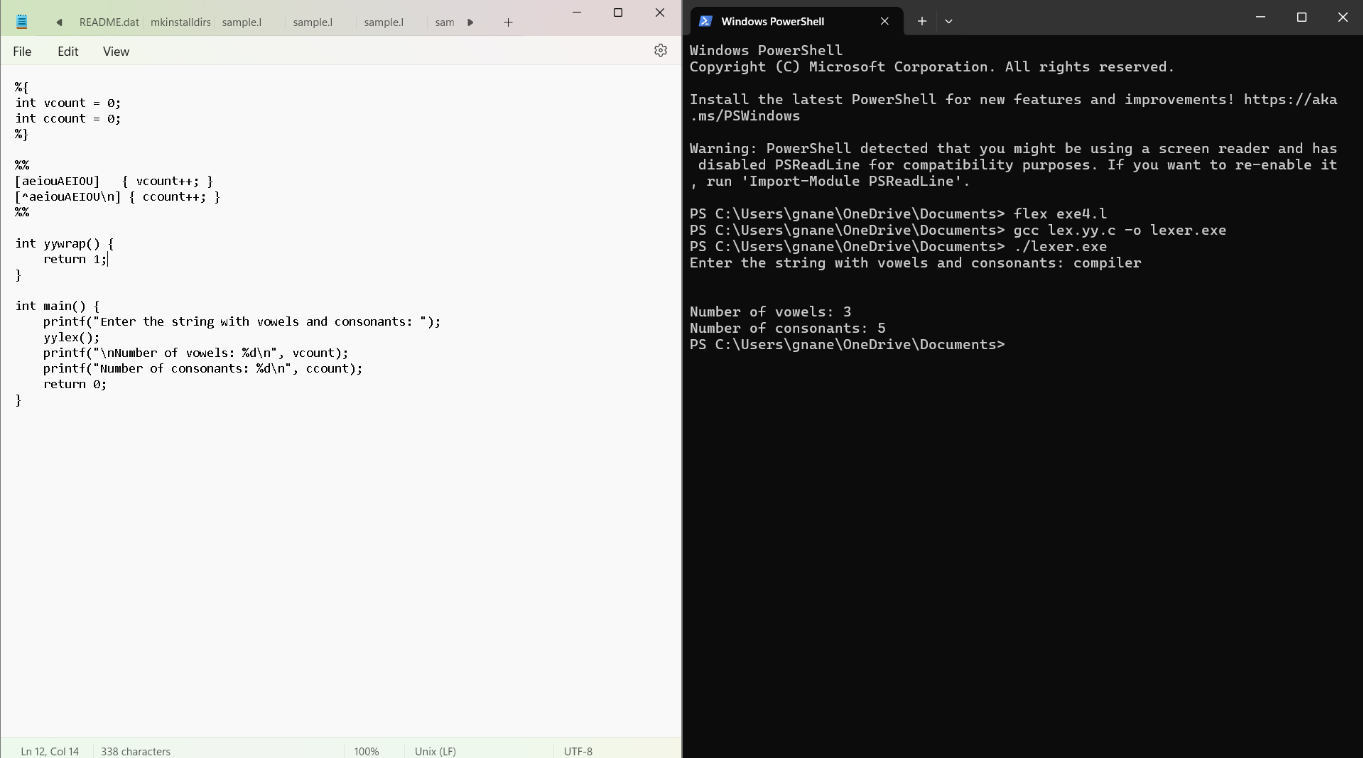 README.dat mkinstalldirs sample.l sample.l sample.l sam
File Edit View
%{
int vcount = 0;
int ccount = 0;
%}
%%
[aeiouAEIOU]   { vcount++; }
[^aeiouAEIOU\n] { ccount++; }
%%
int yywrap() {
    return 1;
}
int main() {
    printf("Enter the string with vowels and consonants: ");
    yylex();
    printf("\nNumber of vowels: %d\n", vcount);
    printf("Number of consonants: %d\n", ccount);
    return 0;
}
Ln 12, Col 14 338 characters 100% Unix (LF) UTF-8
Windows PowerShell
Windows PowerShell
Copyright (C) Microsoft Corporation. All rights reserved.
Install the latest PowerShell for new features and improvements! https://aka
.ms/PSWindows
Warning: PowerShell detected that you might be using a screen reader and has
 disabled PSReadLine for compatibility purposes. If you want to re-enable it
, run 'Import-Module PSReadLine'.
PS C:\Users\gnane\OneDrive\Documents> flex exe4.l
PS C:\Users\gnane\OneDrive\Documents> gcc lex.yy.c -o lexer.exe
PS C:\Users\gnane\OneDrive\Documents> ./lexer.exe
Enter the string with vowels and consonants: compiler
Number of vowels: 3
Number of consonants: 5
PS C:\Users\gnane\OneDrive\Documents>